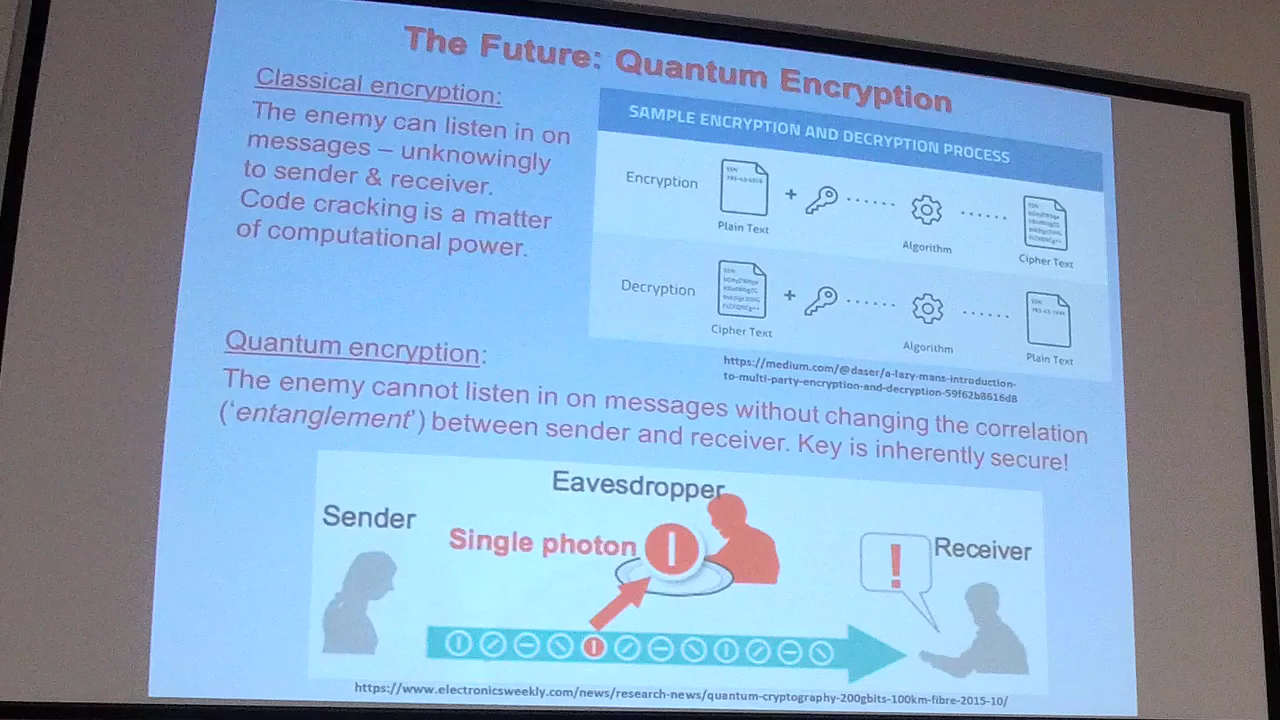 The Future: Quantum Encryption
Classical encryption:
The enemy can listen in on
messages – unknowingly
to sender & receiver.
Code cracking is a matter
of computational power.
SAMPLE ENCRYPTION AND DECRYPTION PROCESS
Encryption
+
Plain Text
Algorithm
Cipher Text
Decryption
+
Cipher Text
Algorithm
Plain Text
https://medium.com/@daser/a-lazy-mans-introduction-
to-multi-party-encryption-and-decryption-59f62b8616d8
Quantum encryption:
The enemy cannot listen in on messages without changing the correlation
('entanglement') between sender and receiver. Key is inherently secure!
Eavesdropper
Sender
Single photon
!
Receiver
https://www.electronicsweekly.com/news/research-news/quantum-cryptography-200gbits-100km-fibre-2015-10/